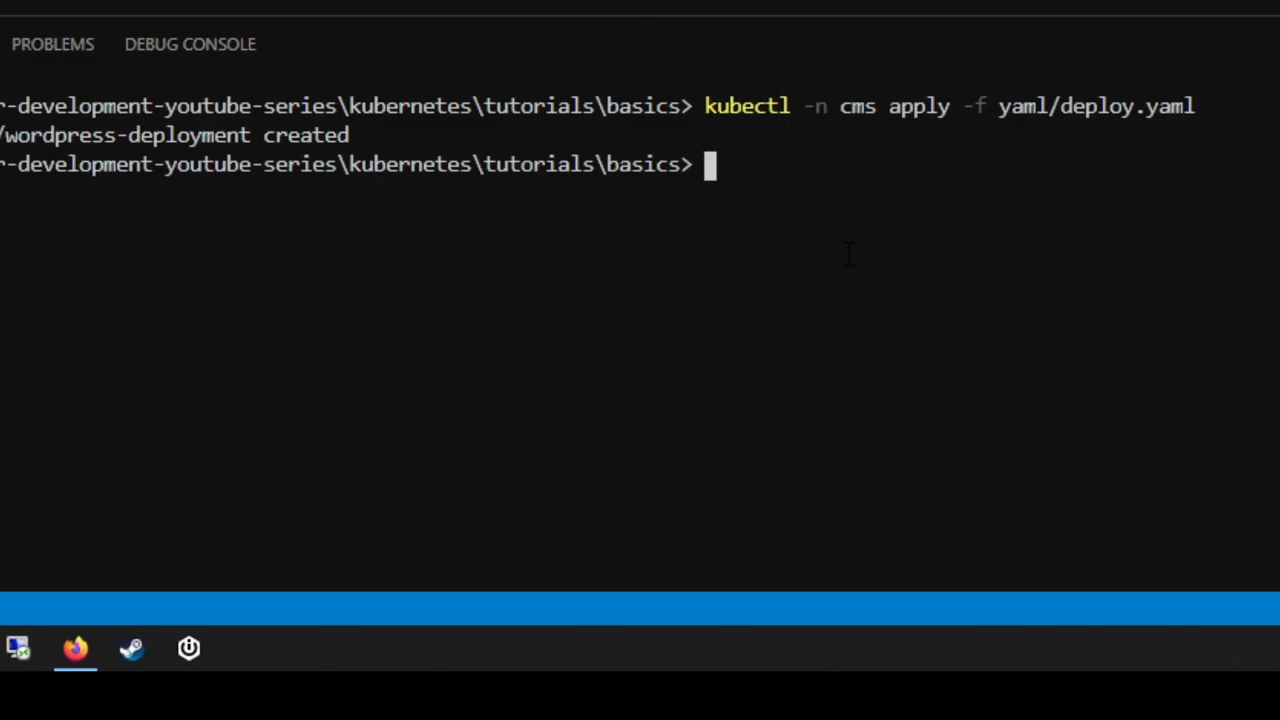 PROBLEMS DEBUG CONSOLE
r-development-youtube-series\kubernetes\tutorials\basics> kubectl -n cms apply -f yaml/deploy.yaml
/wordpress-deployment created
r-development-youtube-series\kubernetes\tutorials\basics>